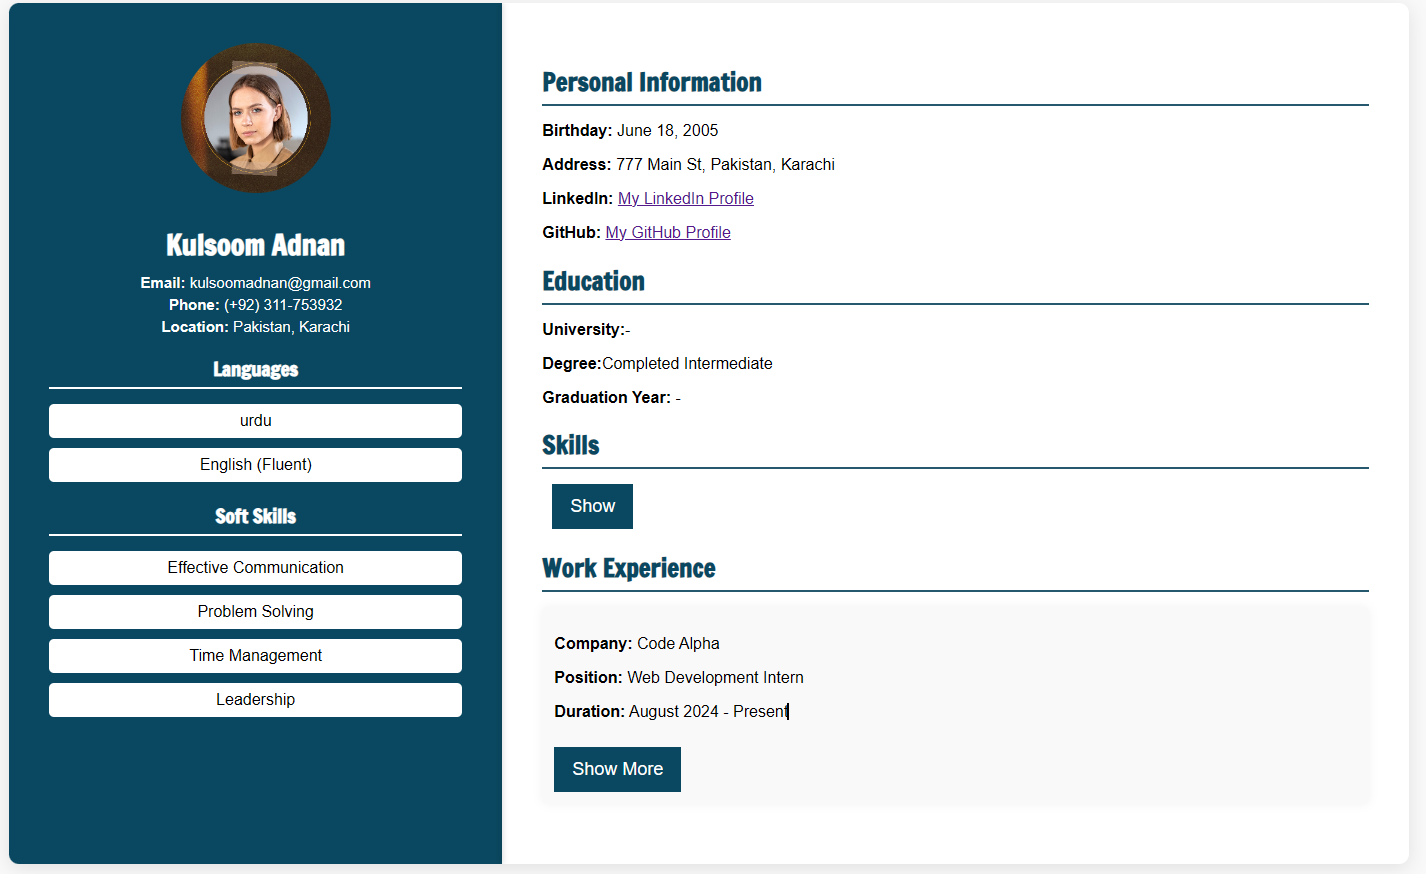 Kulsoom Adnan
Email: kulsoomadnan@gmail.com
Phone: (+92) 311-753932
Location: Pakistan, Karachi
Languages
urdu
English (Fluent)
Soft Skills
Effective Communication
Problem Solving
Time Management
Leadership
Personal Information
Birthday: June 18, 2005
Address: 777 Main St, Pakistan, Karachi
LinkedIn: My LinkedIn Profile
GitHub: My GitHub Profile
Education
University:-
Degree:Completed Intermediate
Graduation Year: -
Skills
Show
Work Experience
Company: Code Alpha
Position: Web Development Intern
Duration: August 2024 - Present
Show More